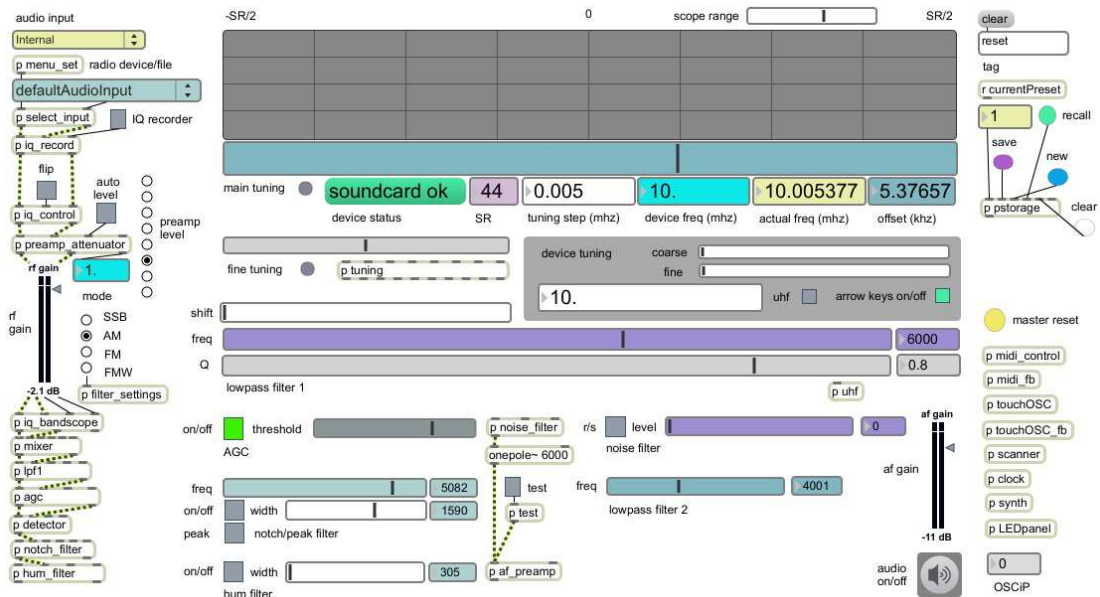 audio input
Internal
p menu_set
radio device/file
defaultAudioInput
p select_input
IQ recorder
p iq_record
flip
auto
level
p iq_control
preamp
level
p preamp_attenuator
rf gain
1.
mode
rf
gain
SSB
AM
FM
FMW
-2.1 dB
p filter_settings
p iq_bandscope
p mixer
p lpf1
p agc
p detector
p notch_filter
p hum_filter
-SR/2
0
scope range
SR/2
main tuning
soundcard ok
44
0.005
10.
10.005377
5.37657
device status
SR
tuning step (mhz)
device freq (mhz)
actual freq (mhz)
offset (khz)
fine tuning
p tuning
device tuning
coarse
fine
10.
uhf
arrow keys on/off
shift
freq
6000
Q
0.8
lowpass filter 1
p uhf
on/off
threshold
AGC
p noise_filter
onepole~ 6000
r/s
level
0
noise filter
freq
5082
on/off
width
1590
peak
notch/peak filter
test
p test
freq
4001
lowpass filter 2
on/off
width
305
hum filter
p af_preamp
af gain
af gain
-11 dB
audio
on/off
clear
reset
tag
r currentPreset
1
recall
save
new
p pstorage
clear
master reset
p midi_control
p midi_fb
p touchOSC
p touchOSC_fb
p scanner
p clock
p synth
p LEDpanel
0
OSCiP